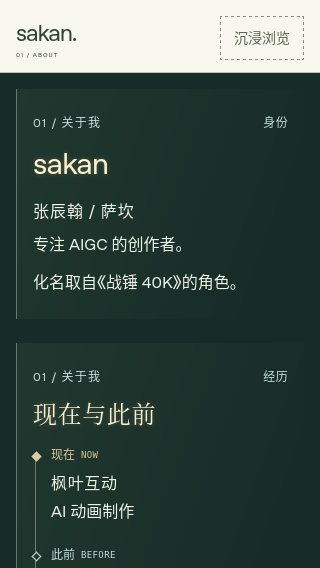 sakan.
01 / ABOUT
沉浸浏览
01 / 关于我
身份
sakan
张辰翰 / 萨坎
专注 AIGC 的创作者。
化名取自《战锤 40K》的角色。
01 / 关于我
经历
现在与此前
现在 NOW
枫叶互动
AI 动画制作
此前 BEFORE